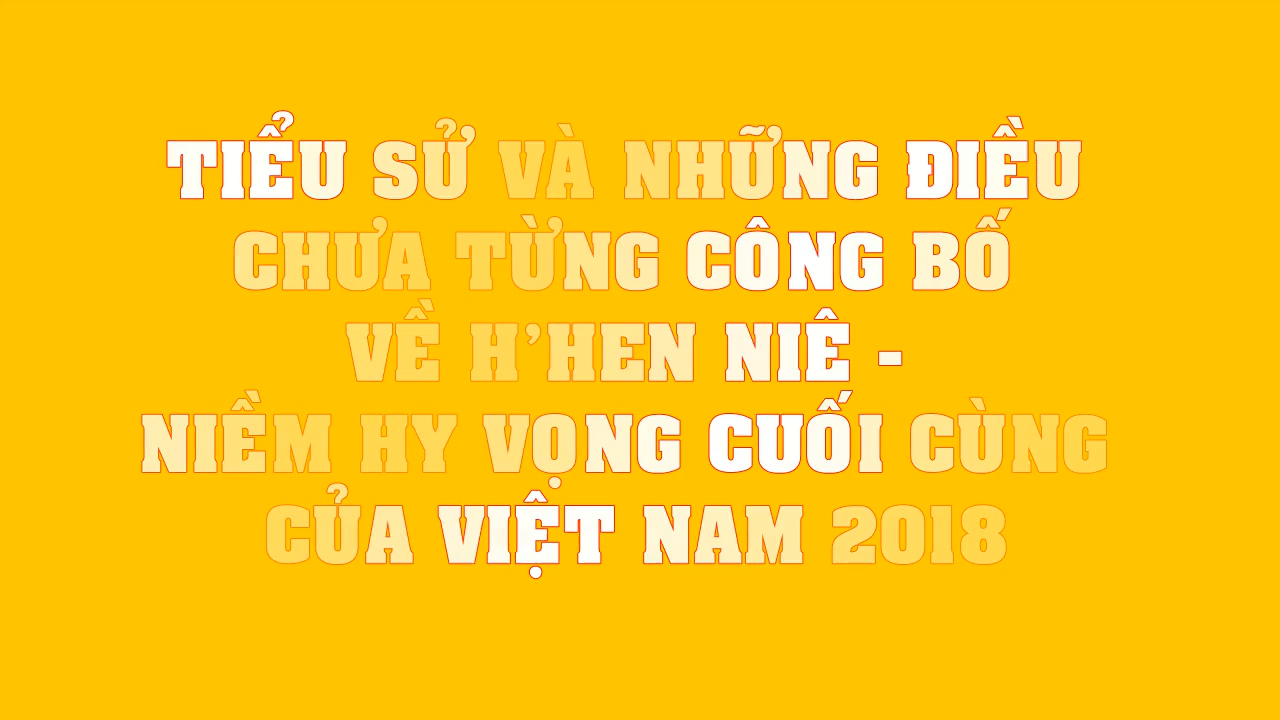 TIỂU SỬ VÀ NHỮNG ĐIỀU
CHƯA TỪNG CÔNG BỐ
VỀ H’HEN NIÊ -
NIỀM HY VỌNG CUỐI CÙNG
CỦA VIỆT NAM 2018